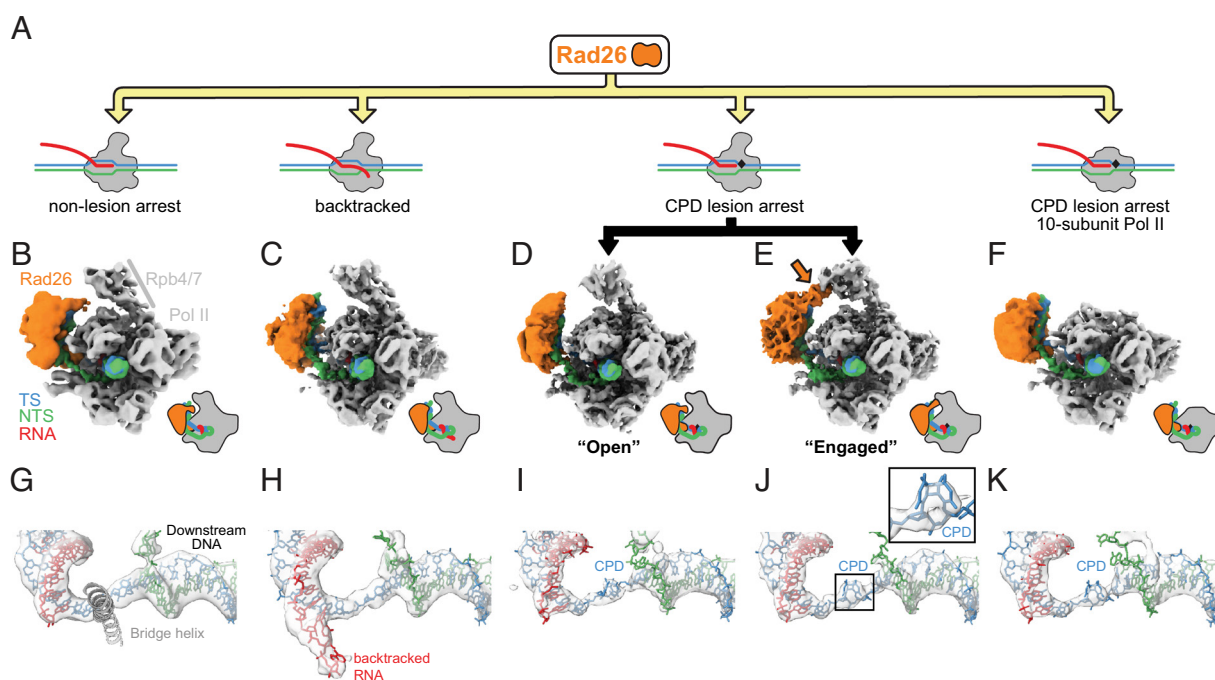 A
Rad26
non-lesion arrest
backtracked
CPD lesion arrest
CPD lesion arrest
10-subunit Pol II
B
C
D
E
F
Rad26
Rpb4/7
Pol II
TS
NTS
RNA
“Open”
“Engaged”
G
H
I
J
K
Downstream
DNA
Bridge helix
backtracked
RNA
CPD
CPD
CPD
CPD